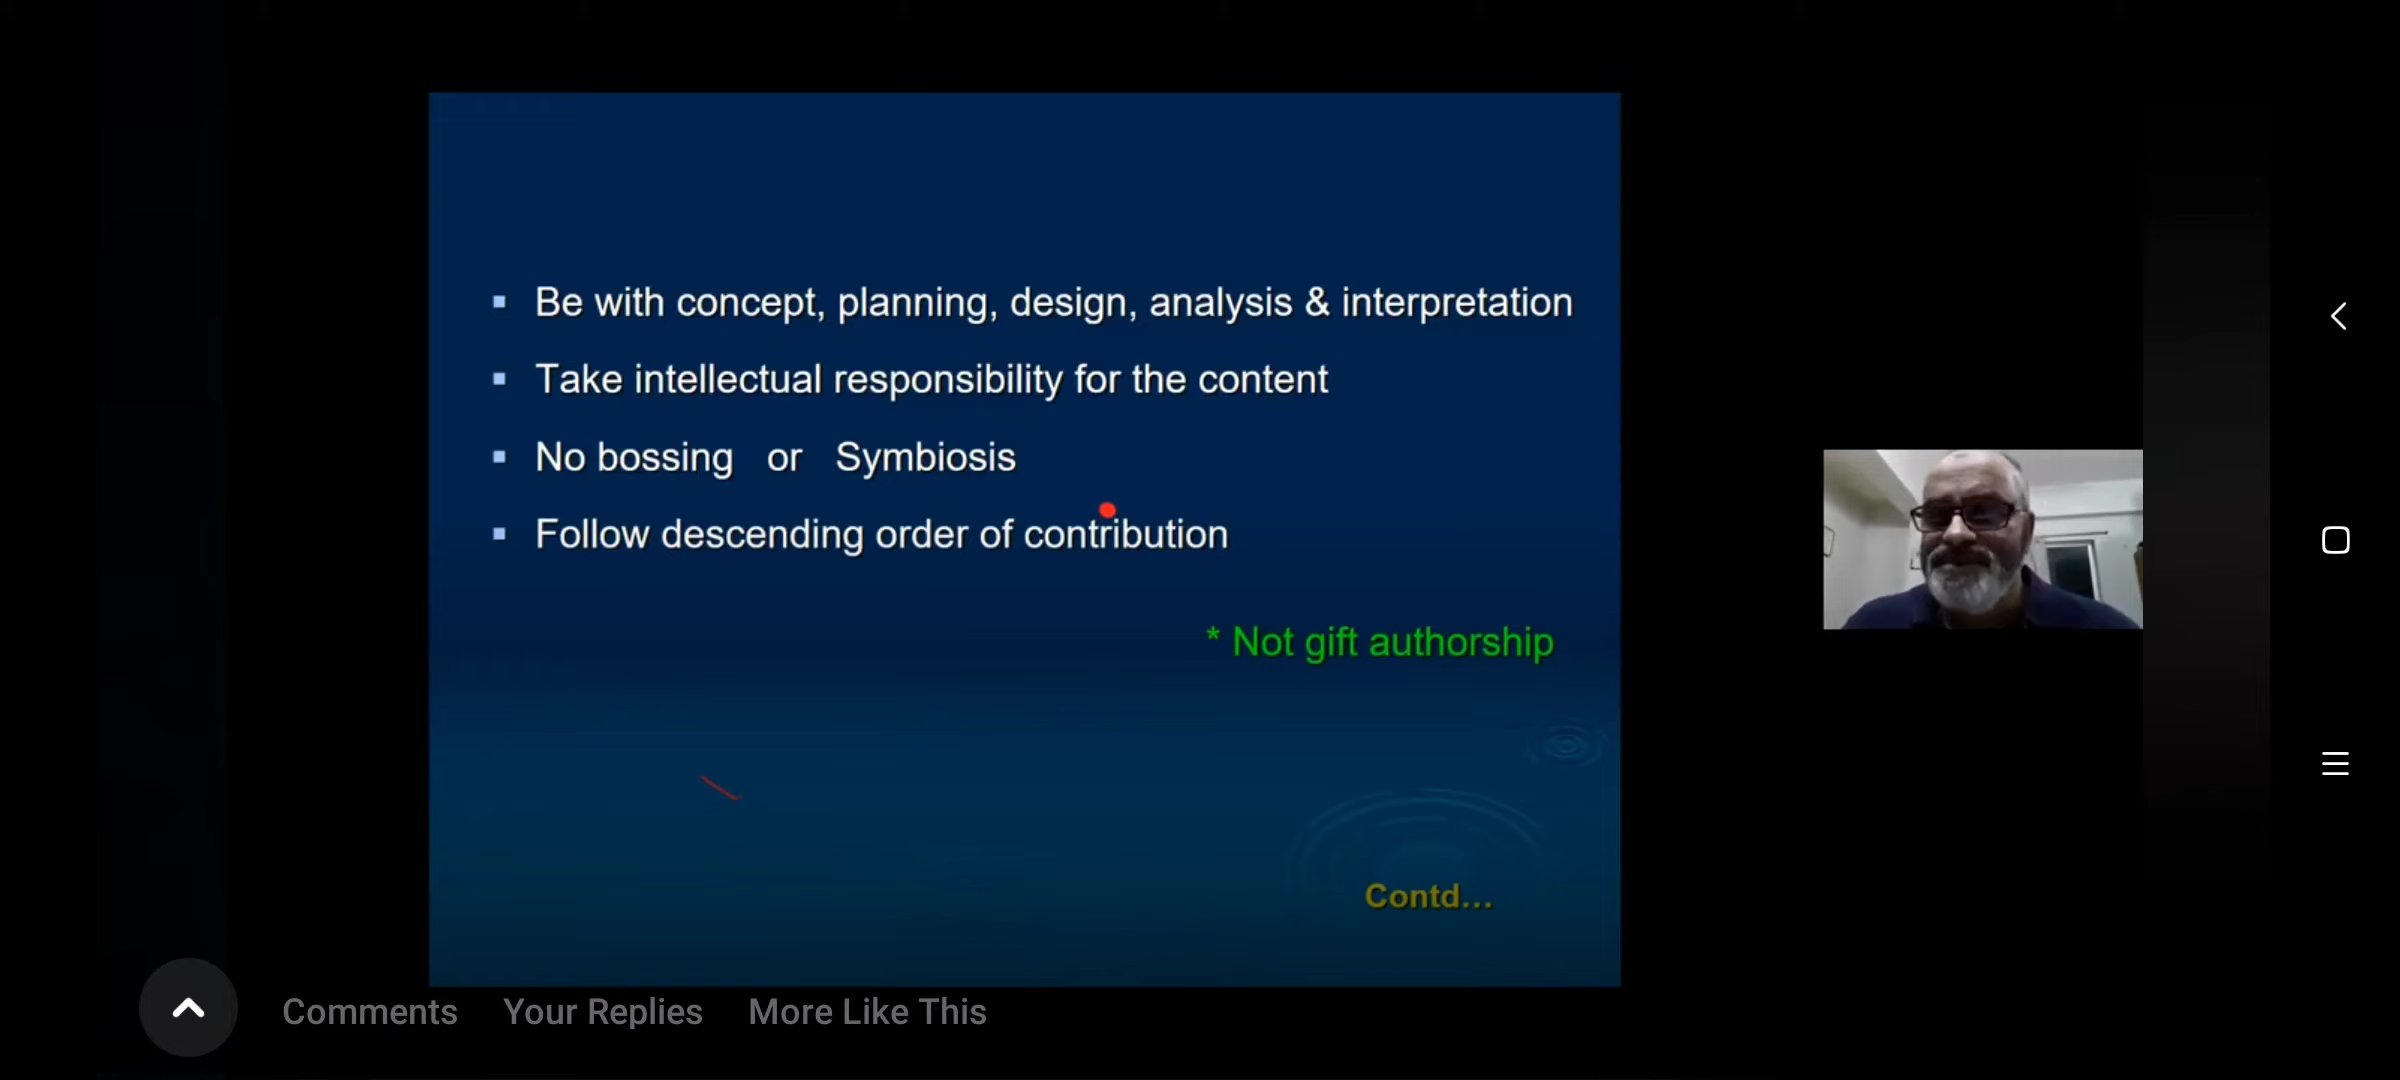 Be with concept, planning, design, analysis & interpretation
Take intellectual responsibility for the content
No bossing or Symbiosis
Follow descending order of contribution
* Not gift authorship
Contd...
Comments Your Replies More Like This